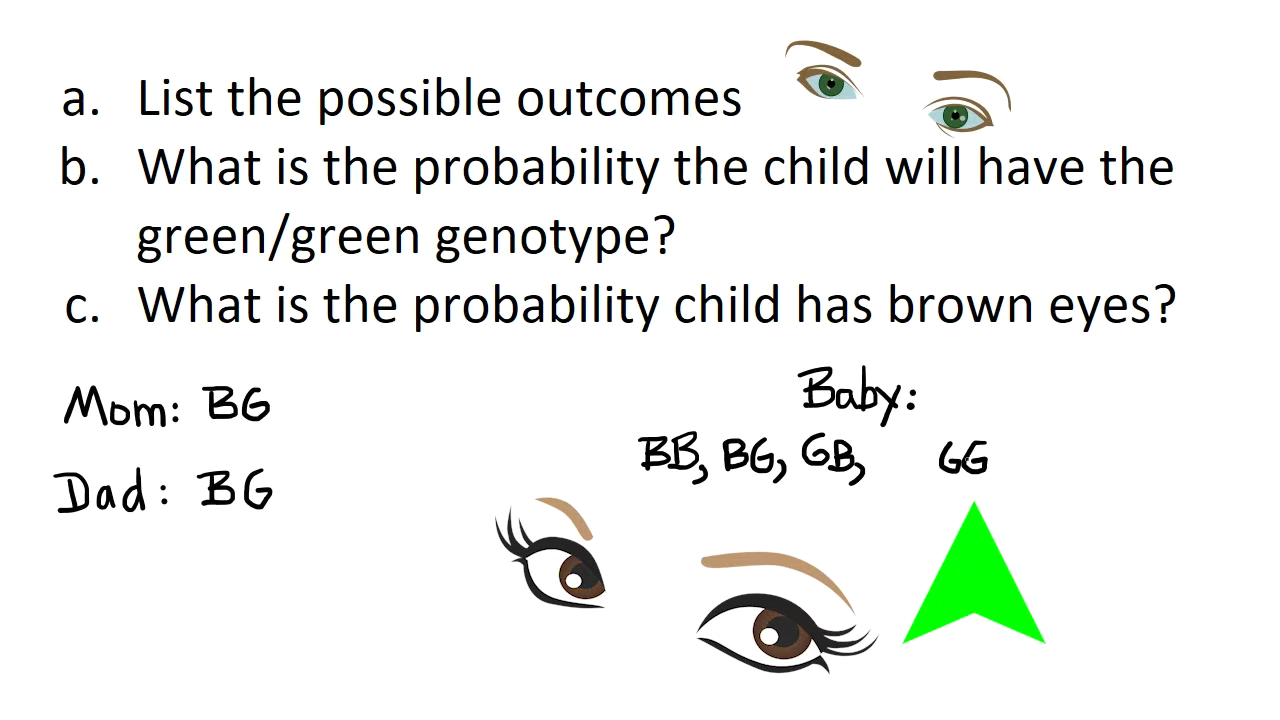 a. List the possible outcomes
b. What is the probability the child will have the
green/green genotype?
c. What is the probability child has brown eyes?
Mom: BG
Dad: BG
Baby:
BB, BG, GB, GG